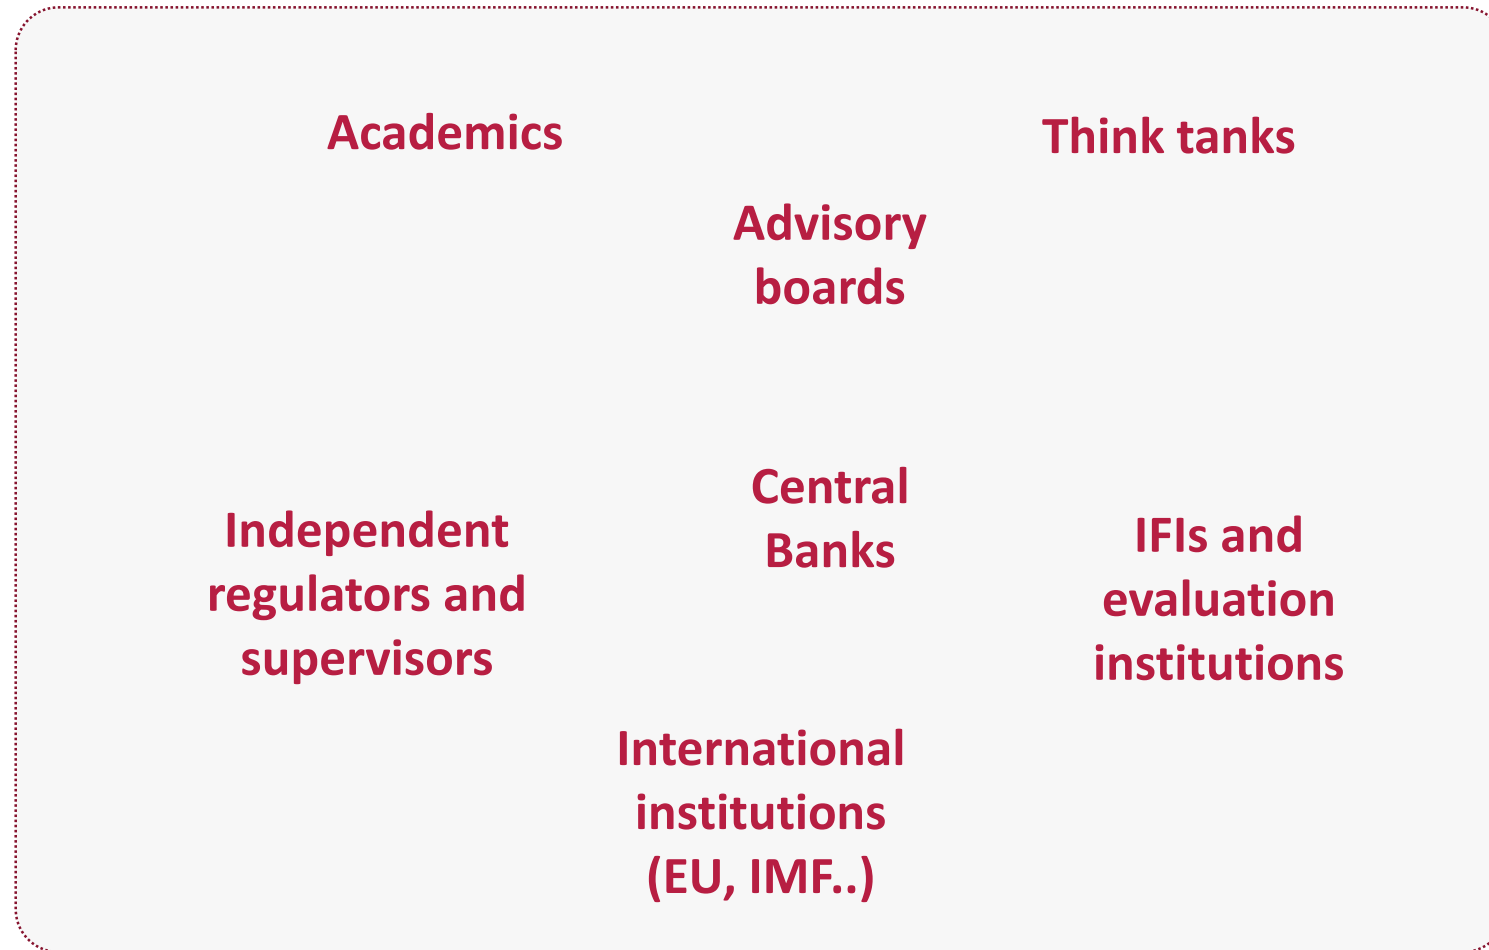 Academics
Think tanks
Advisory
boards
Central
Banks
Independent
regulators and
supervisors
IFIs and
evaluation
institutions
International
institutions
(EU, IMF..)